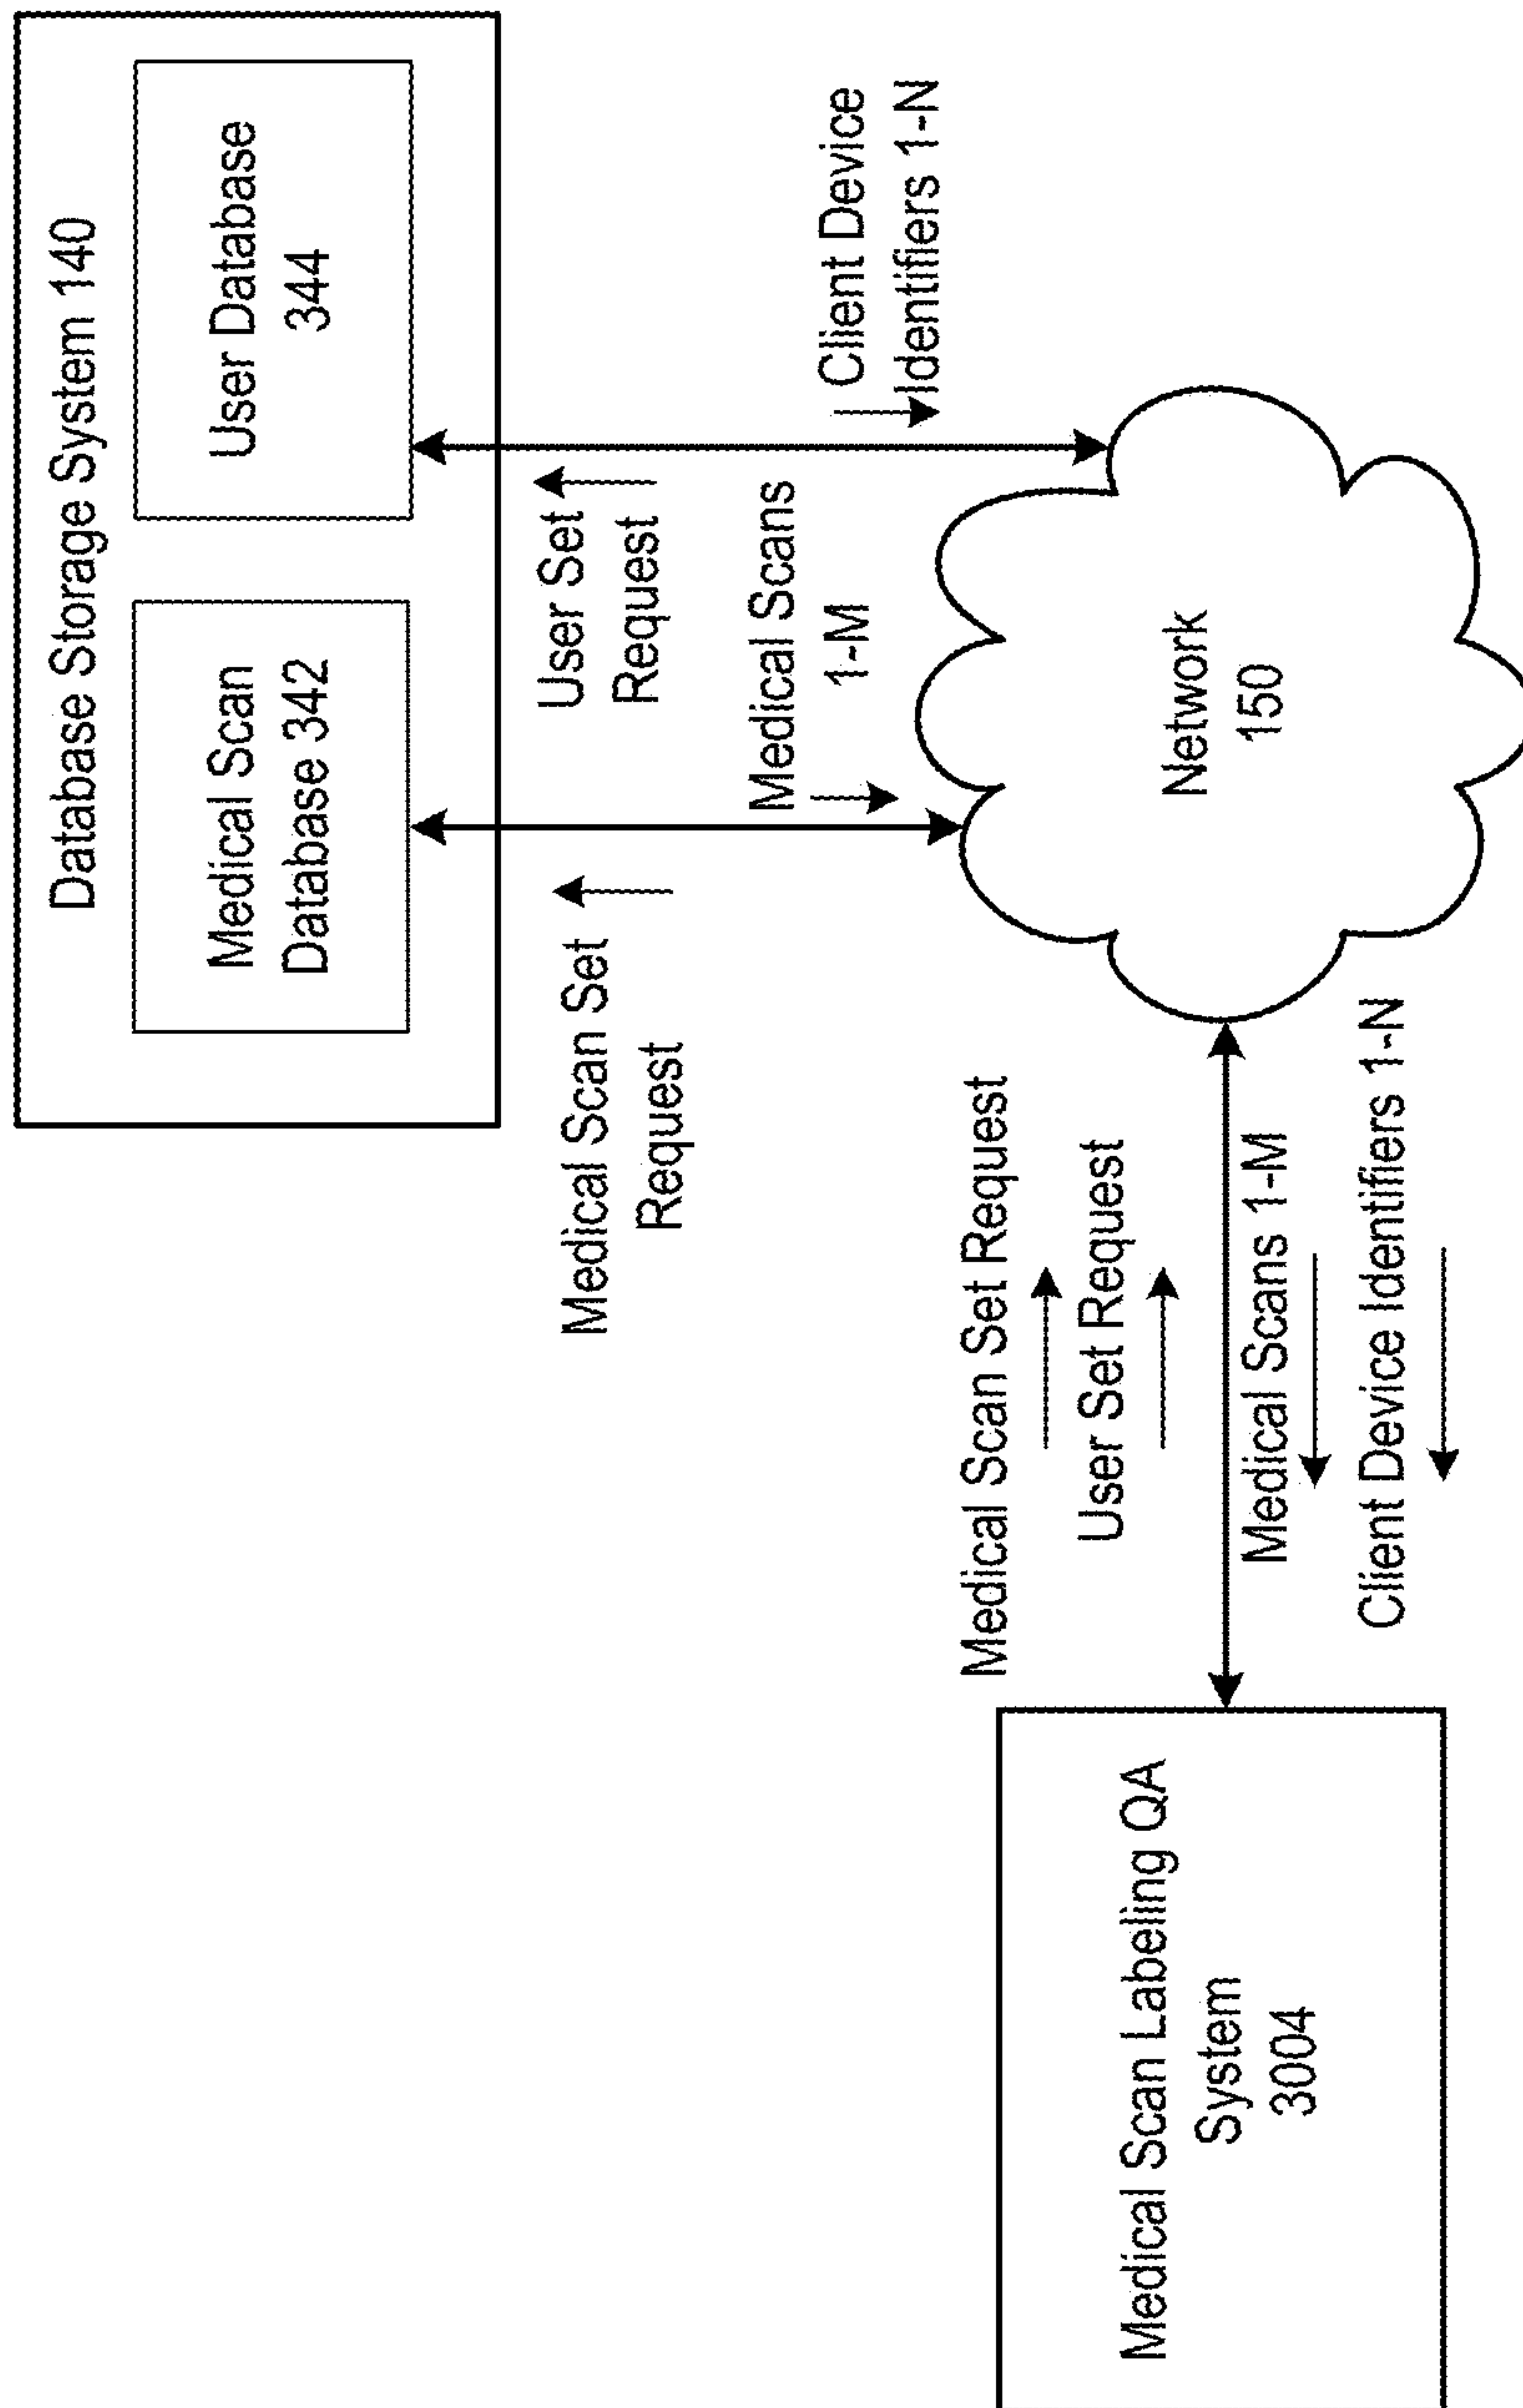 Database Storage System 140
Medical Scan
Database 342
User Database
344
Medical Scan Set
Request
User Set
Request
Medical Scans
1-M
Client Device
Identifiers 1-N
Medical Scan Set Request
User Set Request
Medical Scans 1-M
Client Device Identifiers 1-N
Network
150
Medical Scan Labeling QA
System
3004